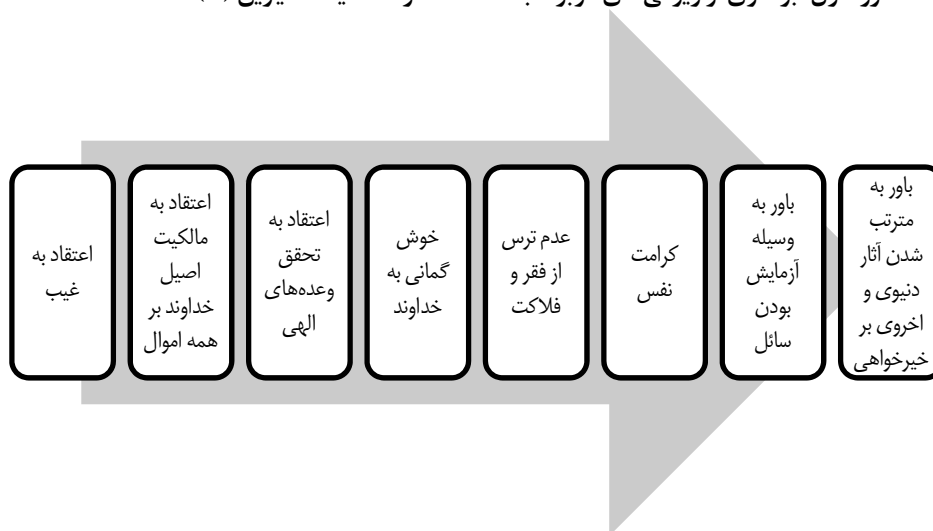 اعتقاد به
غیب
اعتقاد به
مالکیت
اصیل
خداوند بر
همه اموال
اعتقاد به
تحقق
وعده‌های
الهی
خوش
گمانی به
خداوند
عدم ترس
از فقر و
فلاکت
کرامت
نفس
باور به
وسیله
آزمایش
بودن
سائل
باور به
مترتب
شدن آثار
دنیوی و
اخروی بر
خیرخواهی